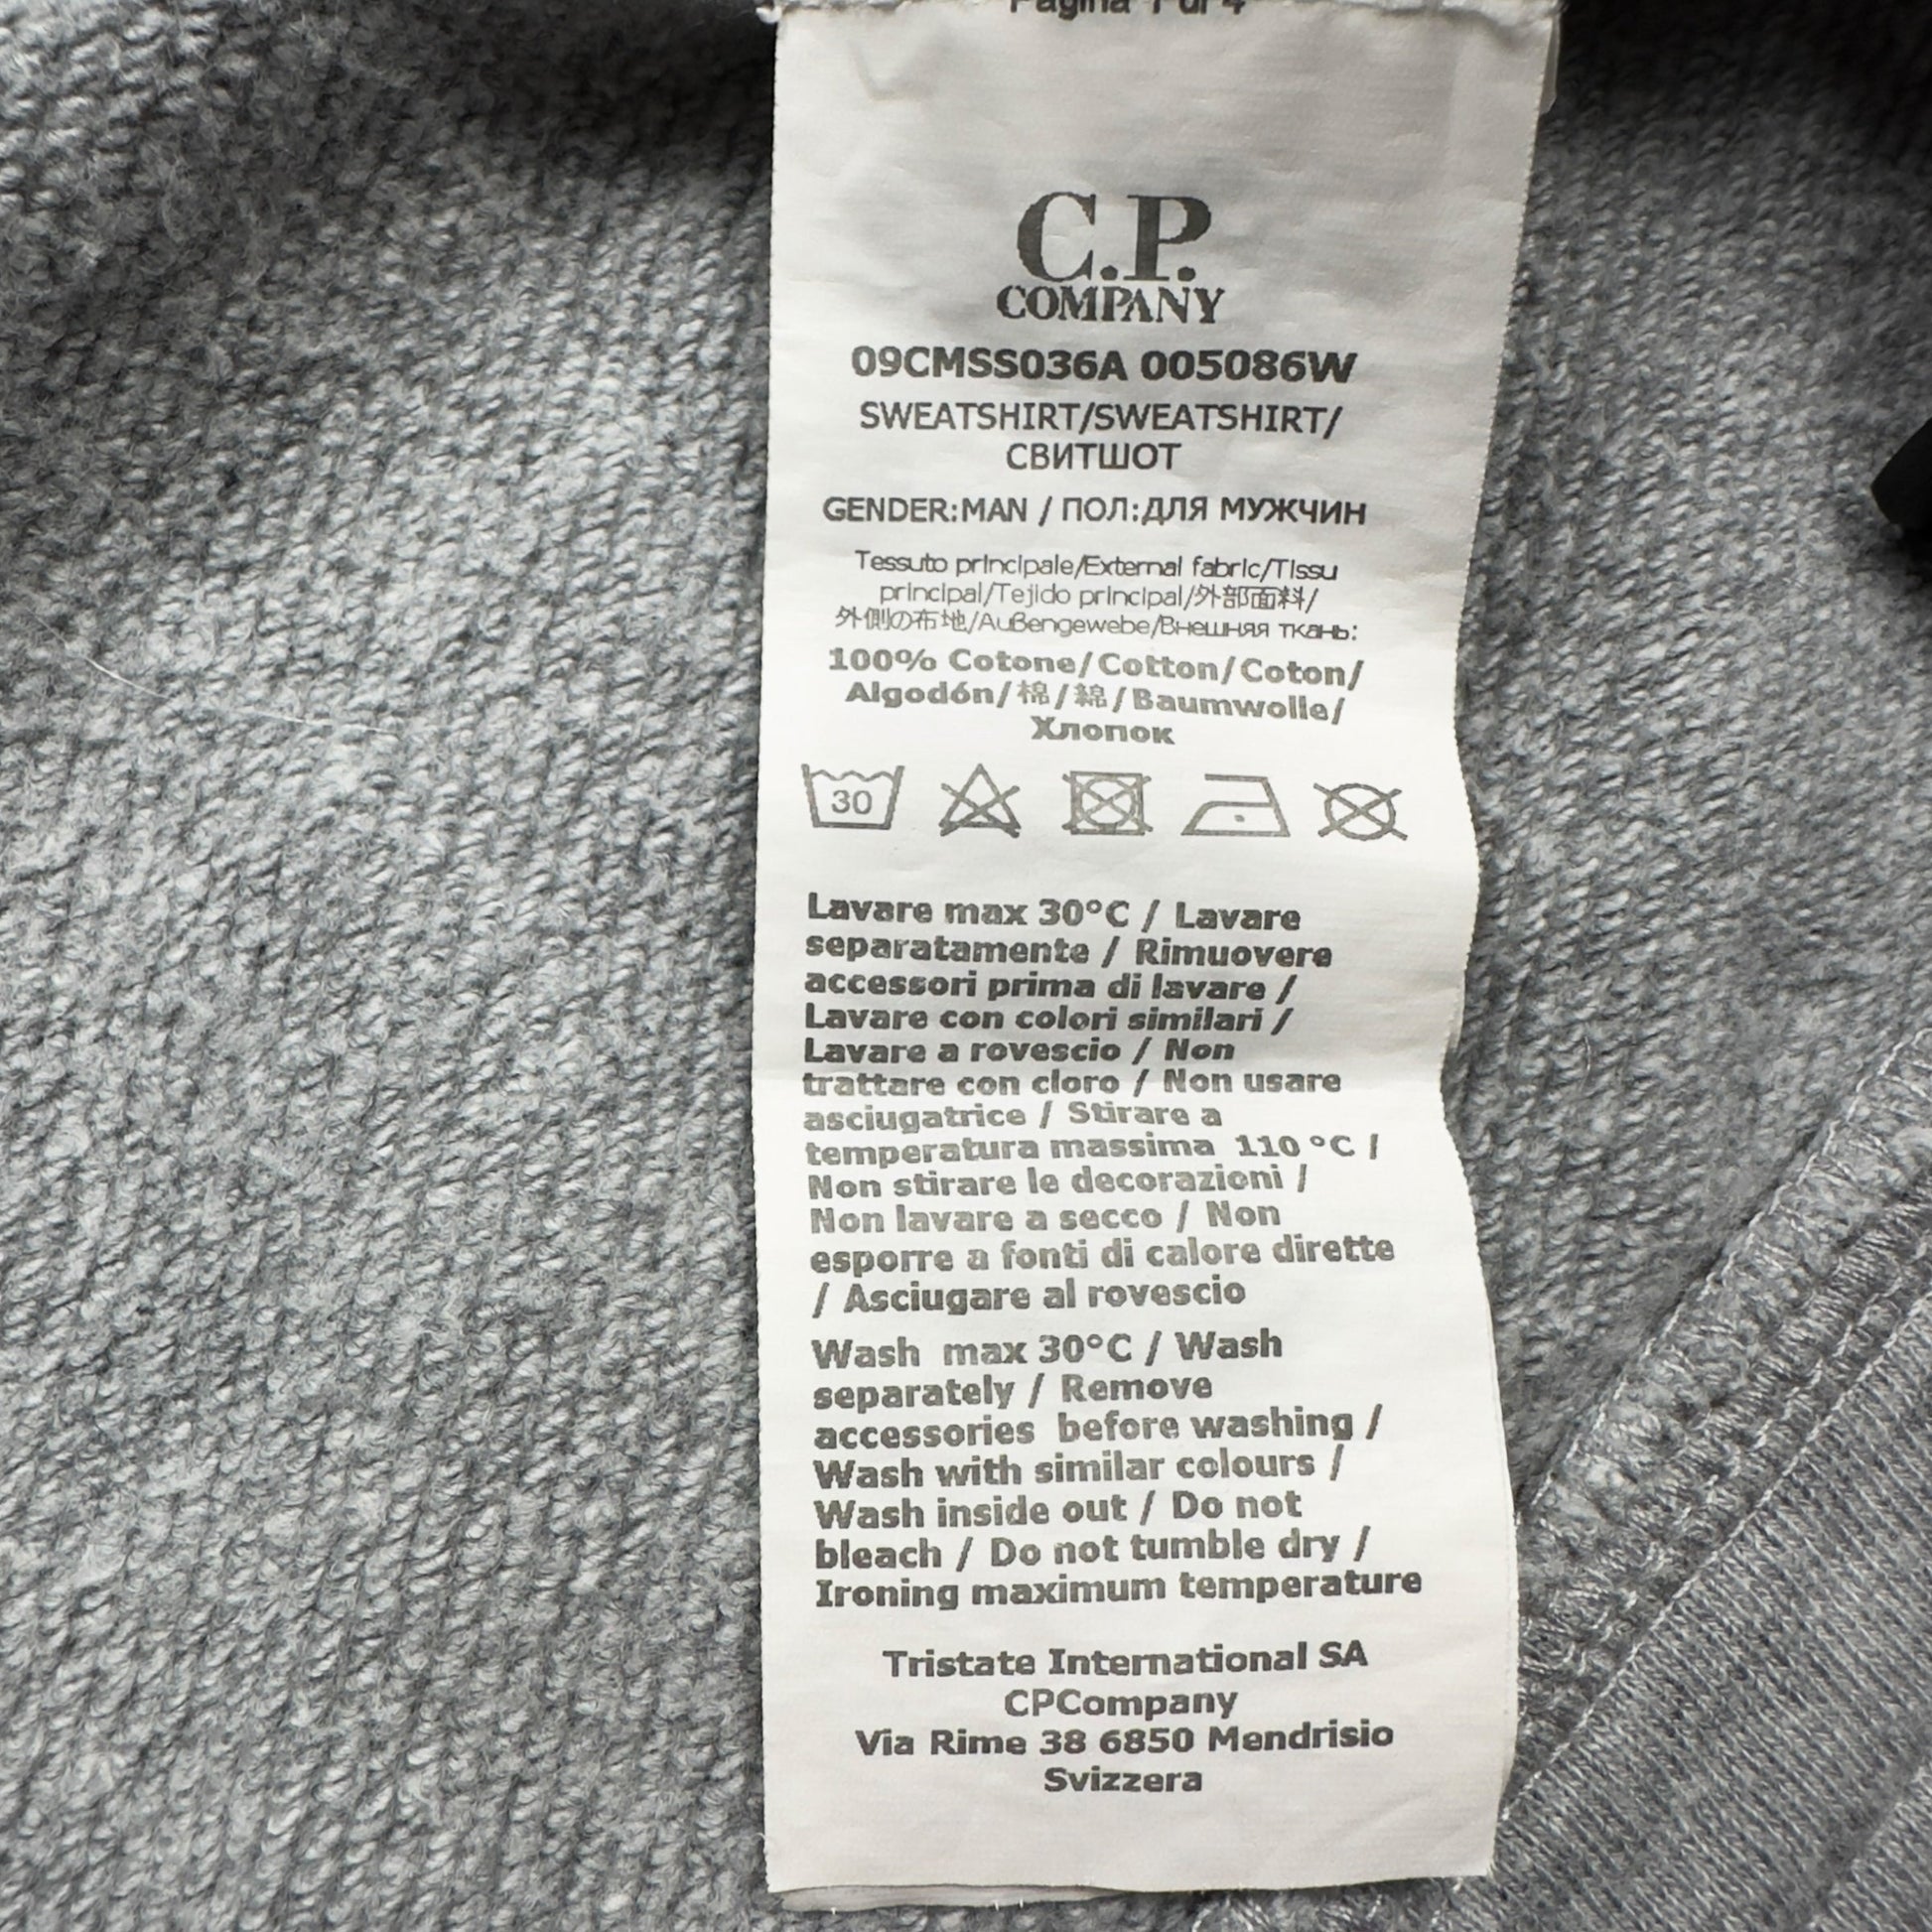 Pagina 1 di 4
C.P.
COMPANY
09CMSS036A 005086W
SWEATSHIRT/SWEATSHIRT/
СВИТШОТ
GENDER:MAN / ПОЛ:ДЛЯ МУЖЧИН
Tessuto principale/External fabric/Tissu
principal/Tejido principal/外部面料/
外側の布地/Außengewebe/Внешняя ткань:
100% Cotone/Cotton/Coton/
Algodón/棉/綿/Baumwolle/
Хлопок
30
Lavare max 30°C / Lavare
separatamente / Rimuovere
accessori prima di lavare /
Lavare con colori similari /
Lavare a rovescio / Non
trattare con cloro / Non usare
asciugatrice / Stirare a
temperatura massima 110 °C /
Non stirare le decorazioni /
Non lavare a secco / Non
esporre a fonti di calore dirette
/ Asciugare al rovescio
Wash max 30°C / Wash
separately / Remove
accessories before washing /
Wash with similar colours /
Wash inside out / Do not
bleach / Do not tumble dry /
Ironing maximum temperature
Tristate International SA
CPCompany
Via Rime 38 6850 Mendrisio
Svizzera